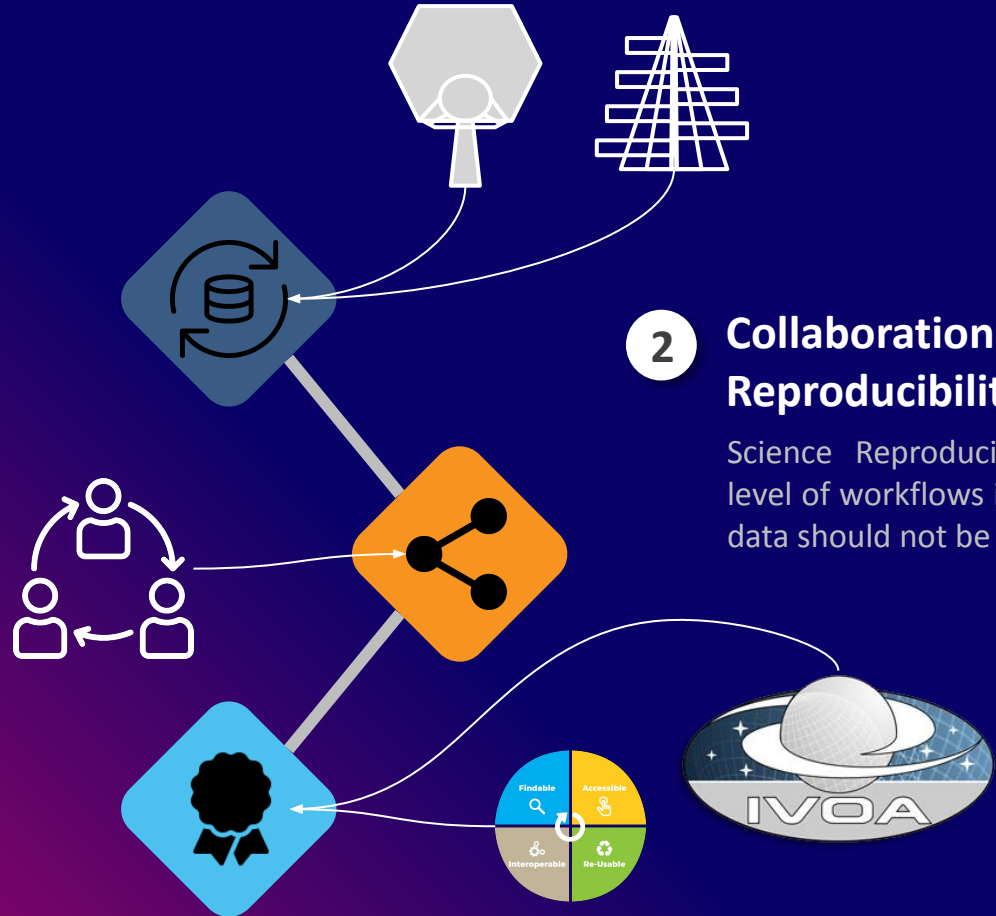 2
Collaboration
Reproducibilit
Science Reproduci
level of workflows
data should not be
Findable
Accessible
Interoperable
Re-Usable
IVOA